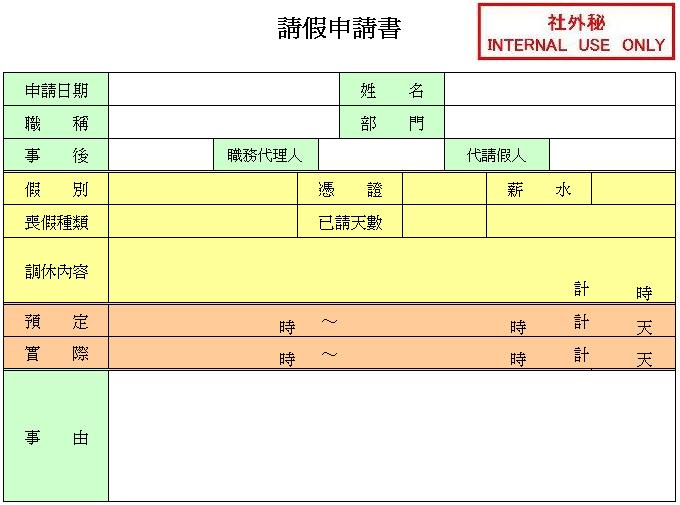 請假申請書
社外秘
INTERNAL USE ONLY
申請日期 姓 名
職 稱 部 門
事 後 職務代理人 代請假人
假 別 憑 證 薪 水
喪假種類 已請天數
調休內容 計 時
預 定 時 ～ 時 計 天
實 際 時 ～ 時 計 天
事 由